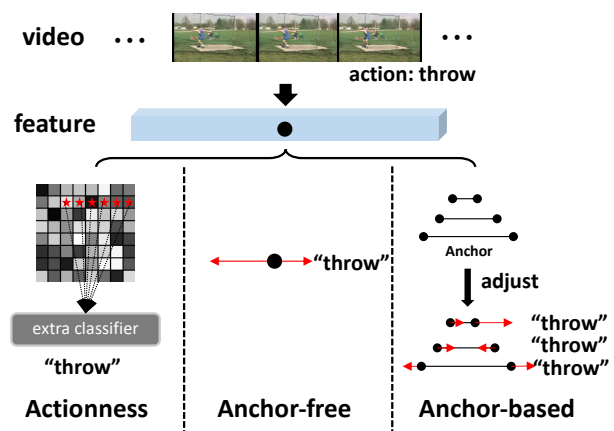 video ... ...
action: throw
feature
Anchor
"throw"
adjust
extra classifier
"throw"
"throw"
"throw"
"throw"
Actionness
Anchor-free
Anchor-based